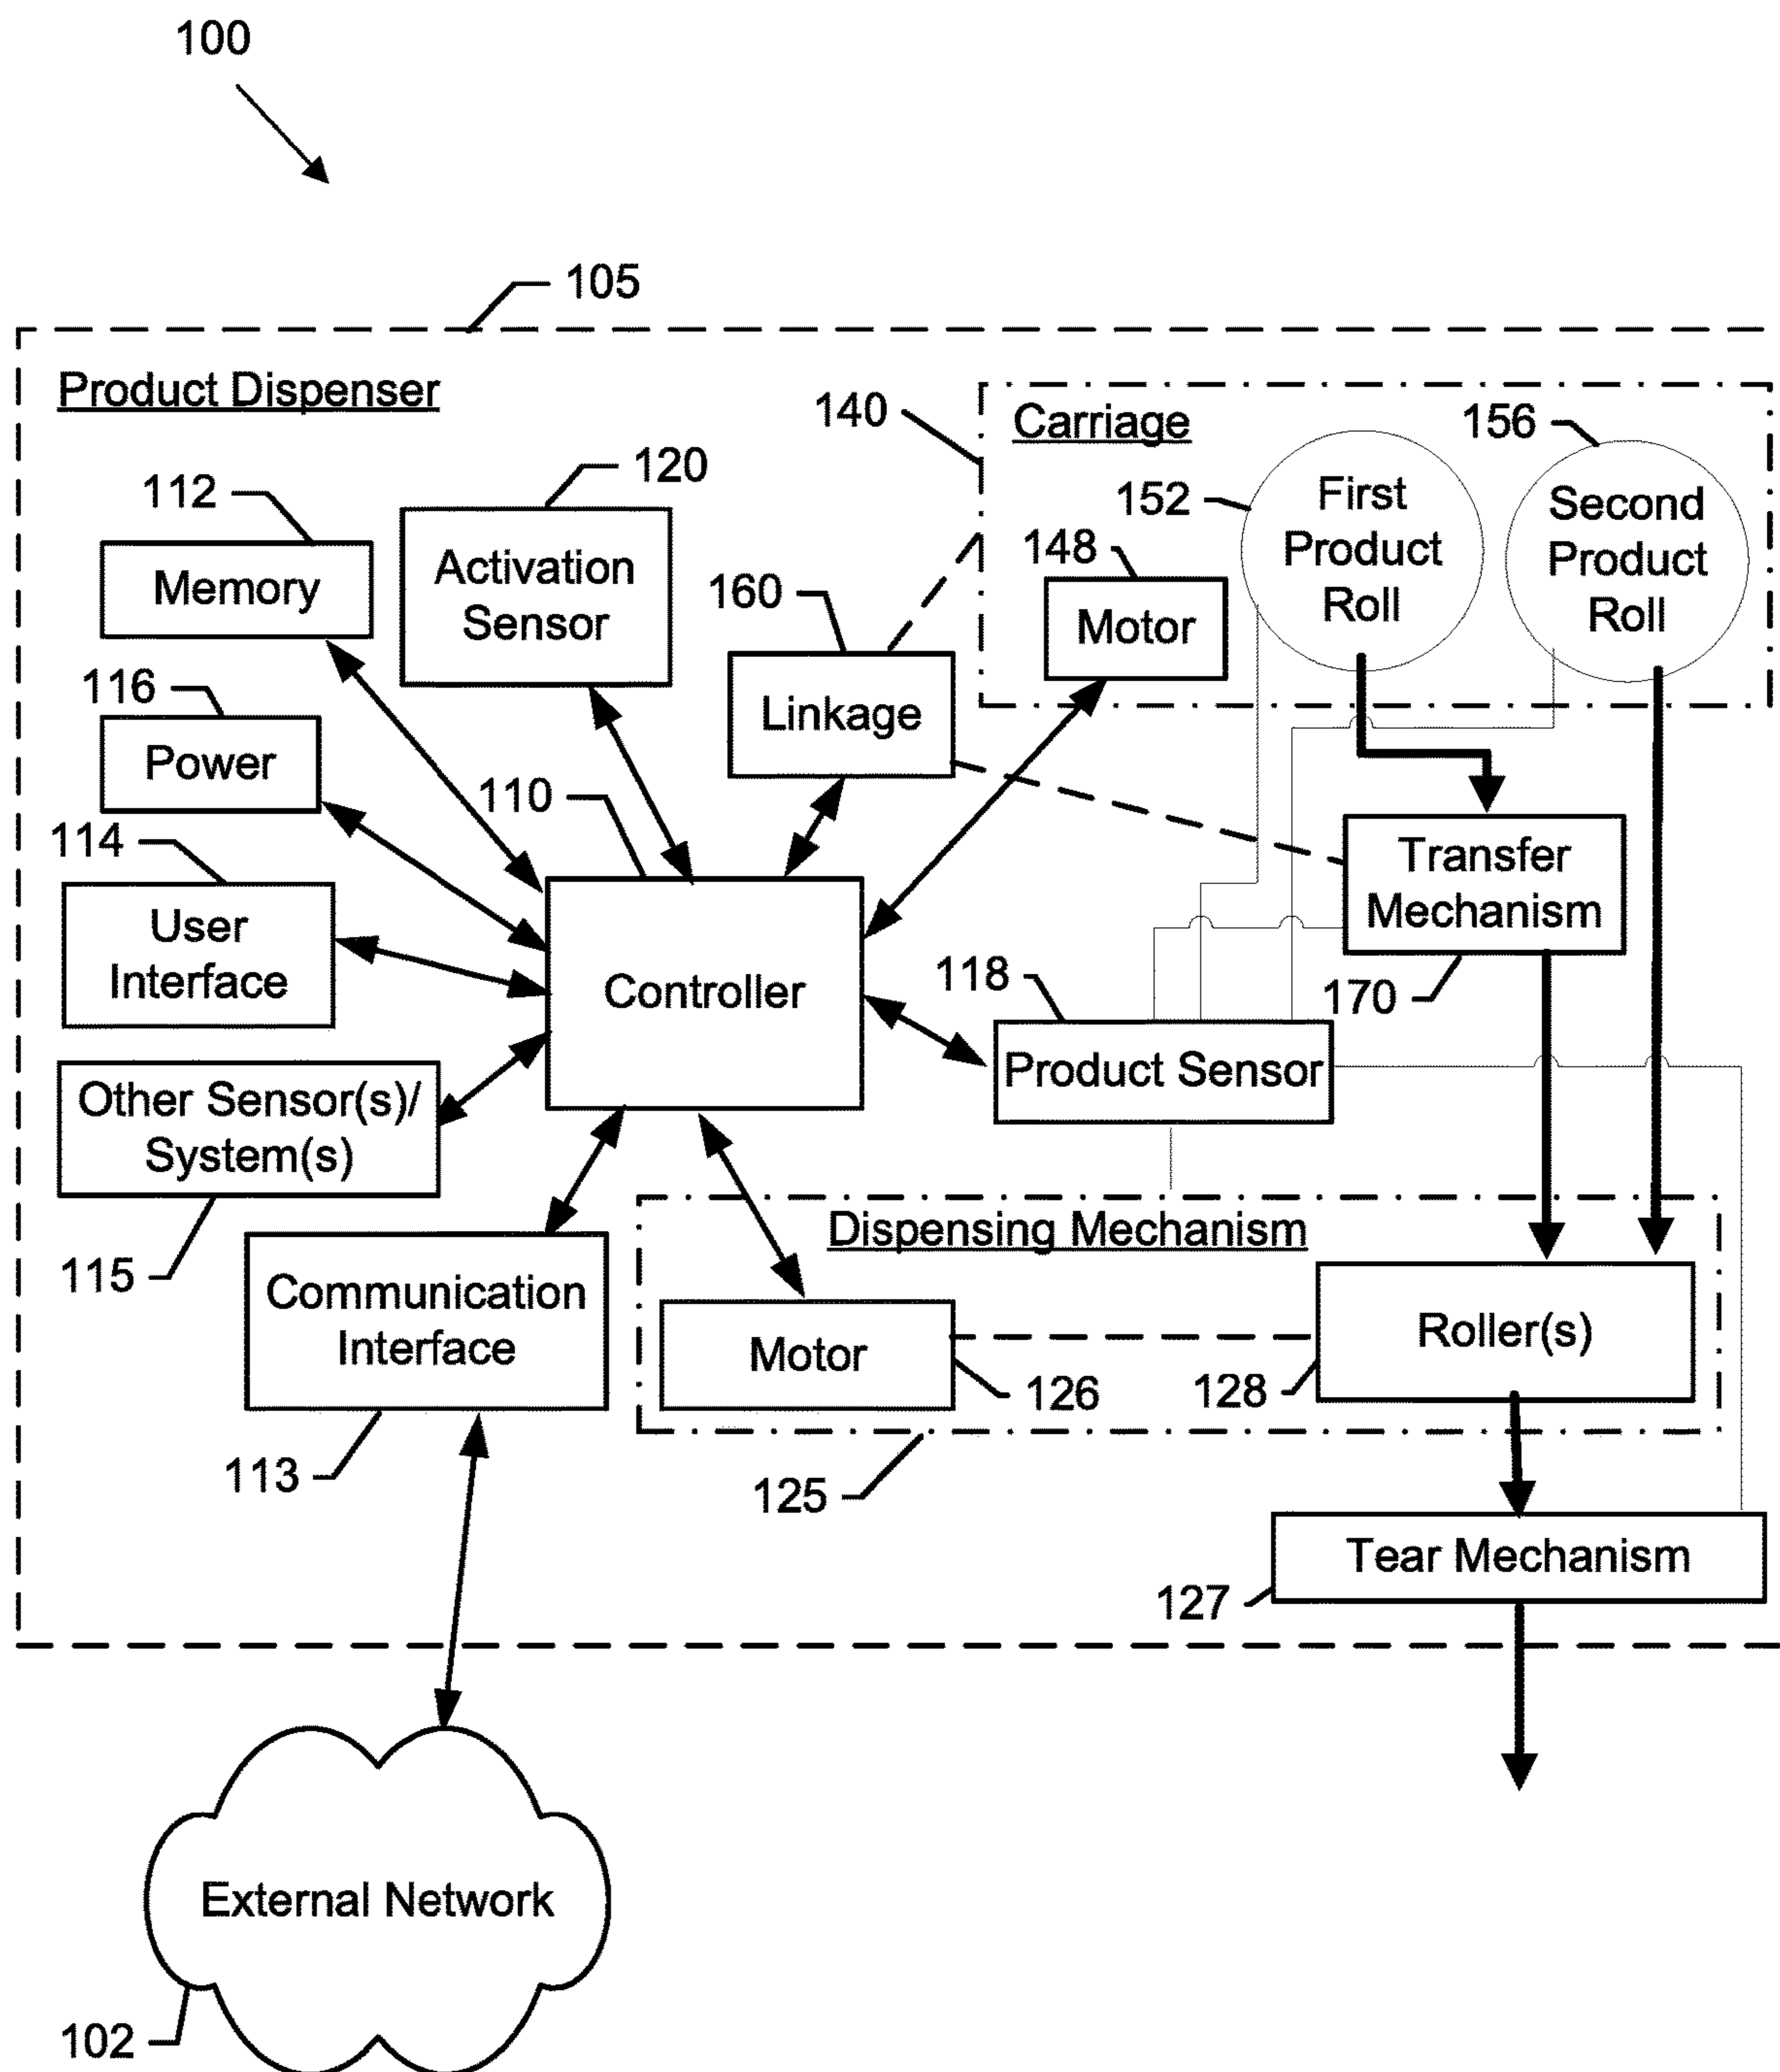 100
105
Product Dispenser
140
Carriage
156
120
112
152
First
Product
Roll
Second
Product
Roll
Activation
Sensor
Memory
148
Motor
160
116
Linkage
Power
110
114
Transfer
Mechanism
User
Interface
Controller
118
170
Product Sensor
Other Sensor(s)/
System(s)
Dispensing Mechanism
115
Communication
Interface
Motor
Roller(s)
126
128
113
125
Tear Mechanism
127
External Network
102